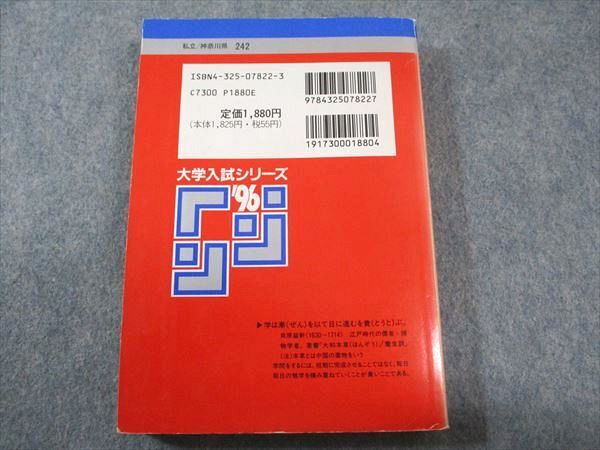 私立/神奈川県 242
ISBN4-325-07822-3
C7300 P1880E
定価1,880円
(本体1,825円・税55円)
9784325078227
1917300018804
大学入試シリーズ
'96
▶学は漸(ぜん)を以て日に進むを貴(とうと)ぶ。
貝原益軒(1630–1714) 江戸時代の儒者・博
物学者。著書「大和本草(ほんぞう)」「養生訓」
(注)本草とは中国の薬物をいう
学問をするには、短期に完成させることではなく、毎日
毎日の勉学を積み重ねていくことが貴いことである。